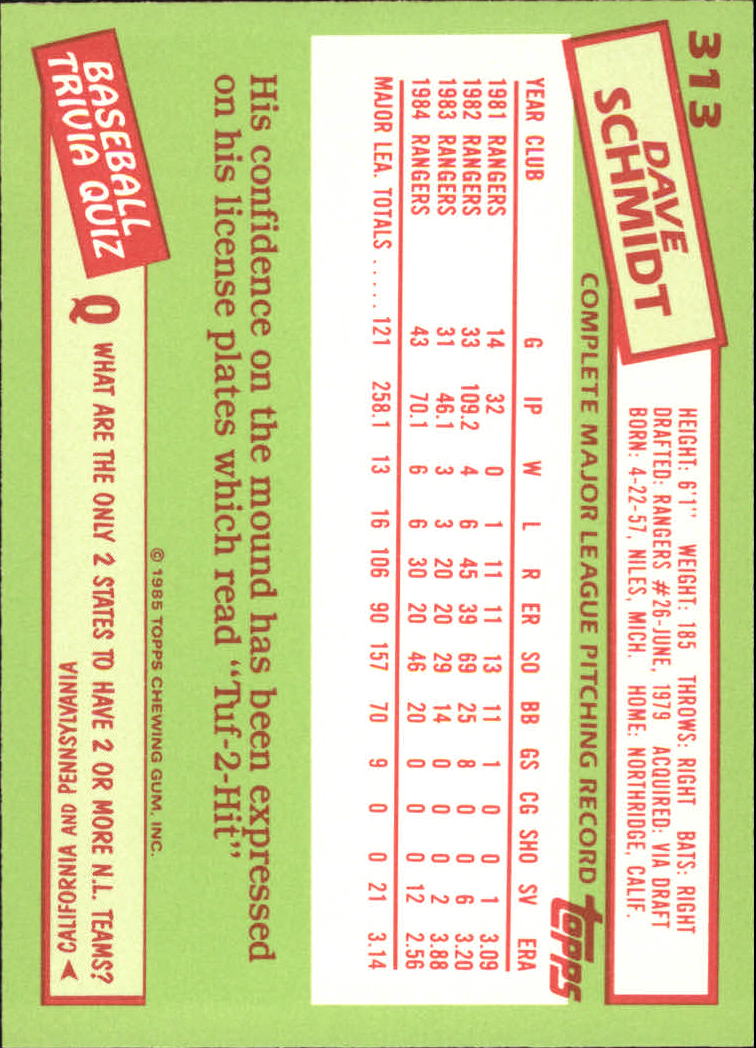 313
DAVE
SCHMIDT
HEIGHT: 6'1" WEIGHT: 185 THROWS: RIGHT BATS: RIGHT
DRAFTED: RANGERS #26-JUNE, 1979 ACQUIRED: VIA DRAFT
BORN: 4-22-57, NILES, MICH. HOME: NORTHRIDGE, CALIF.
COMPLETE MAJOR LEAGUE PITCHING RECORD topps
YEAR CLUB G IP W L R ER SO BB GS CG SHO SV ERA
1981 RANGERS 14 32 0 1 11 11 13 11 1 0 0 1 3.09
1982 RANGERS 33 109.2 4 6 45 39 69 25 8 0 0 6 3.20
1983 RANGERS 31 46.1 3 3 20 20 29 14 0 0 0 2 3.88
1984 RANGERS 43 70.1 6 6 30 20 46 20 0 0 0 12 2.56
MAJOR LEA. TOTALS ..... 121 258.1 13 16 106 90 157 70 9 0 0 21 3.14
His confidence on the mound has been expressed
on his license plates which read "Tuf-2-Hit"
© 1985 TOPPS CHEWING GUM, INC.
BASEBALL
TRIVIA QUIZ
Q WHAT ARE THE ONLY 2 STATES TO HAVE 2 OR MORE N.L. TEAMS?
CALIFORNIA AND PENNSYLVANIA